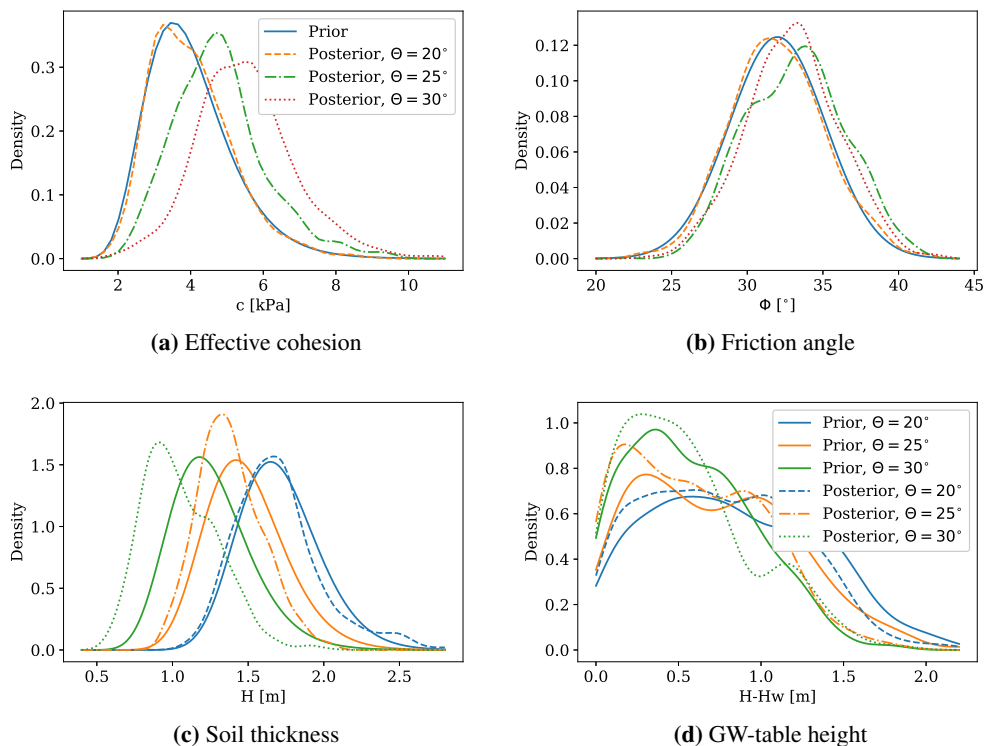 Prior
Posterior, Θ = 20°
Posterior, Θ = 25°
Posterior, Θ = 30°
0.3
0.2
0.1
0.0
Density
2 4 6 8 10
c [kPa]
(a) Effective cohesion
0.12
0.10
0.08
0.06
0.04
0.02
0.00
Density
20 25 30 35 40 45
Φ [°]
(b) Friction angle
2.0
1.5
1.0
0.5
0.0
Density
0.5 1.0 1.5 2.0 2.5
H [m]
(c) Soil thickness
Prior, Θ = 20°
Prior, Θ = 25°
Prior, Θ = 30°
Posterior, Θ = 20°
Posterior, Θ = 25°
Posterior, Θ = 30°
1.0
0.8
0.6
0.4
0.2
0.0
Density
0.0 0.5 1.0 1.5 2.0
H-Hw [m]
(d) GW-table height